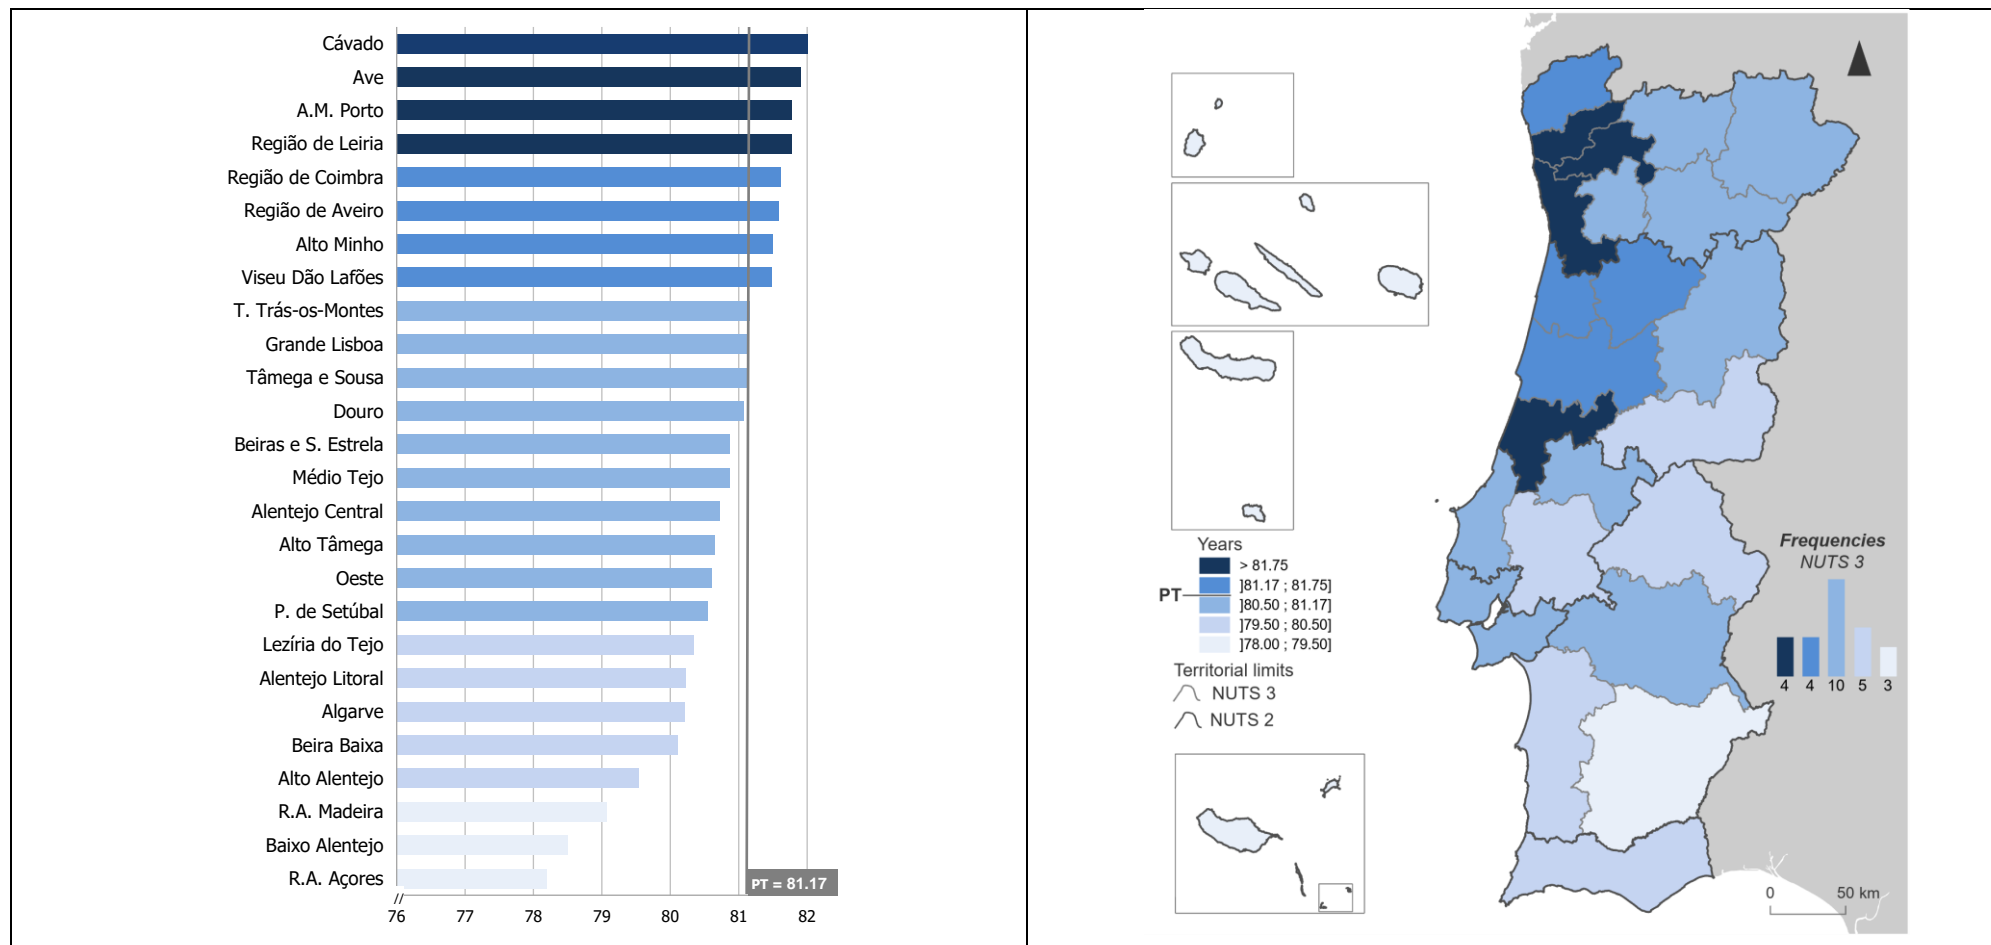 Cávado
Ave
A.M. Porto
Região de Leiria
Região de Coimbra
Região de Aveiro
Alto Minho
Viseu Dão Lafões
T. Trás-os-Montes
Grande Lisboa
Tâmega e Sousa
Douro
Beiras e S. Estrela
Médio Tejo
Alentejo Central
Alto Tâmega
Oeste
P. de Setúbal
Lezíria do Tejo
Alentejo Litoral
Algarve
Beira Baixa
Alto Alentejo
R.A. Madeira
Baixo Alentejo
R.A. Açores
PT = 81.17
//
76 77 78 79 80 81 82
Years
> 81.75
]81.17 ; 81.75]
PT
]80.50 ; 81.17]
]79.50 ; 80.50]
]78.00 ; 79.50]
Territorial limits
NUTS 3
NUTS 2
Frequencies
NUTS 3
4 4 10 5 3
0 50 km